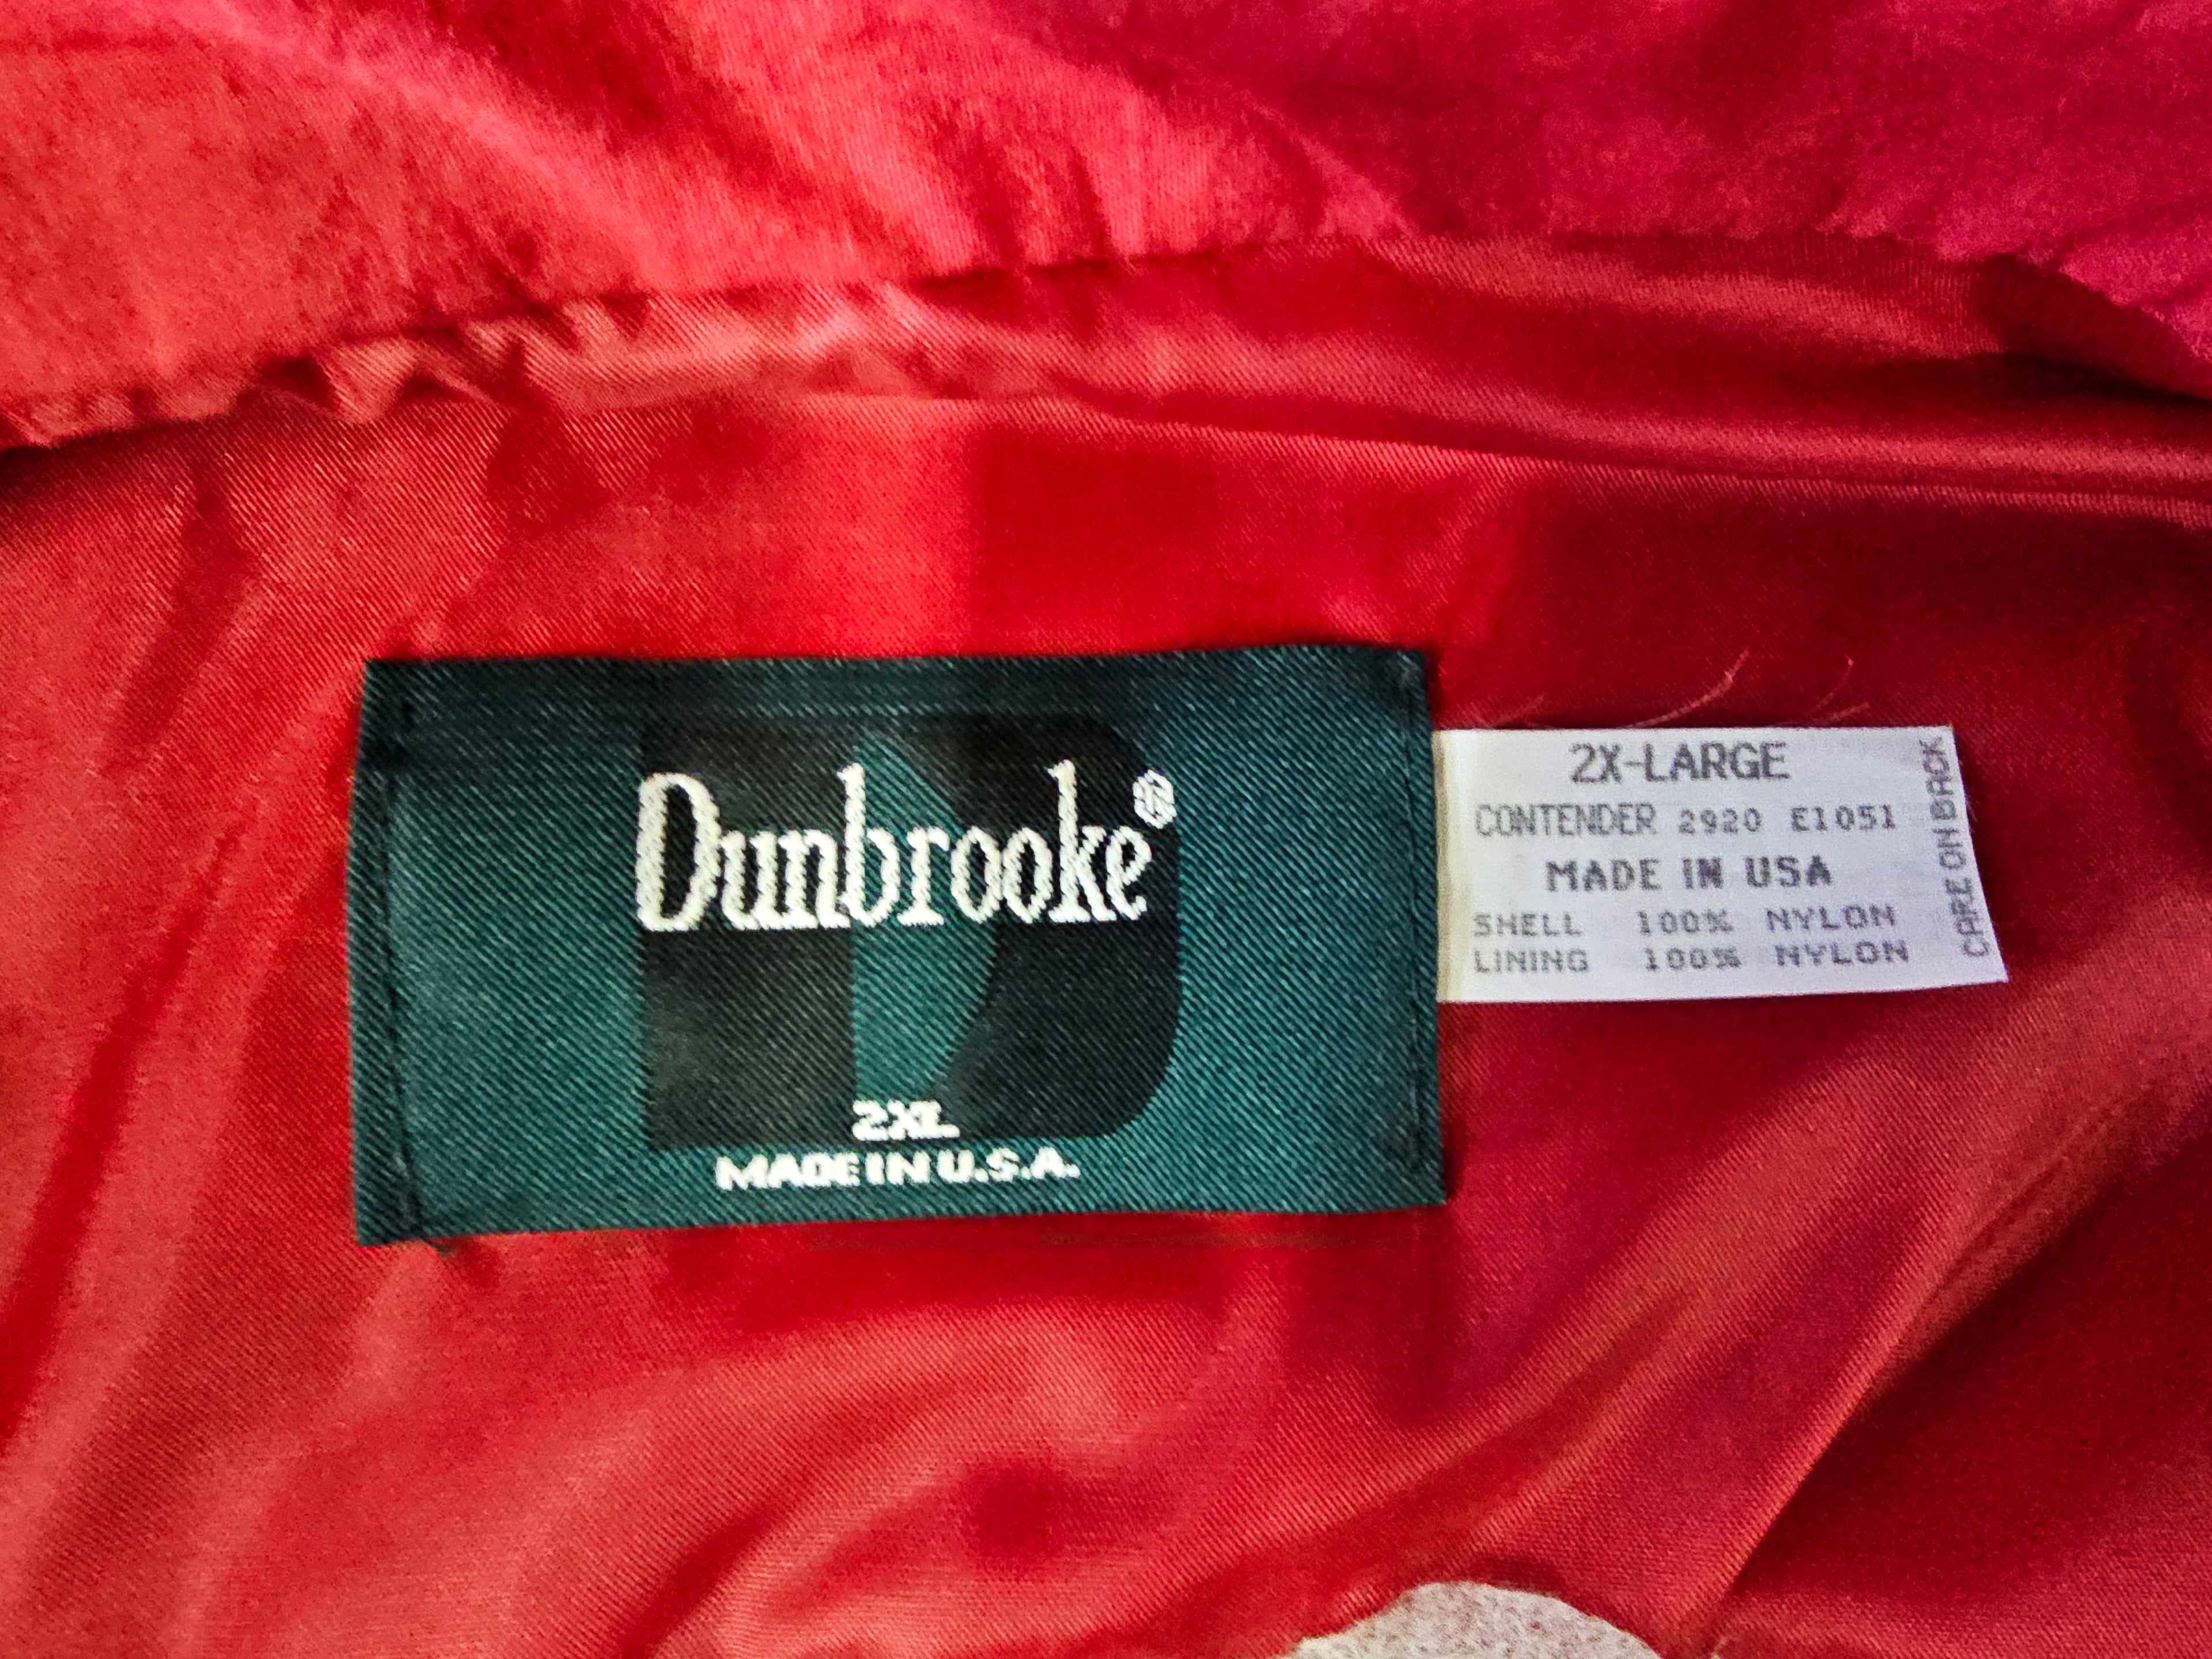 Dunbrooke®
2XL
MADE IN U.S.A.
2X-LARGE
CONTENDER 2920 E1051
MADE IN USA
SHELL 100% NYLON
LINING 100% NYLON
CARE ON BACK